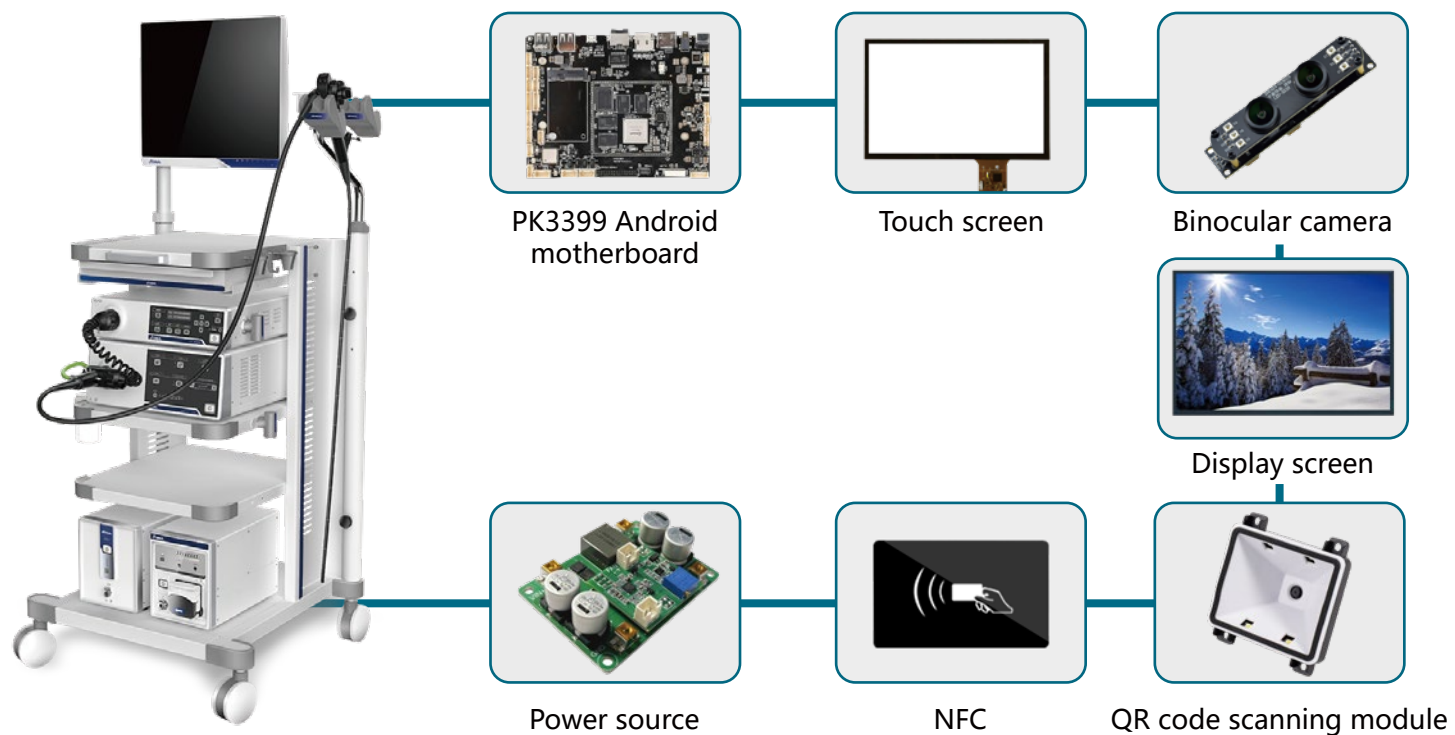 PK3399 Android
motherboard
Touch screen
Binocular camera
Display screen
Power source
NFC
QR code scanning module